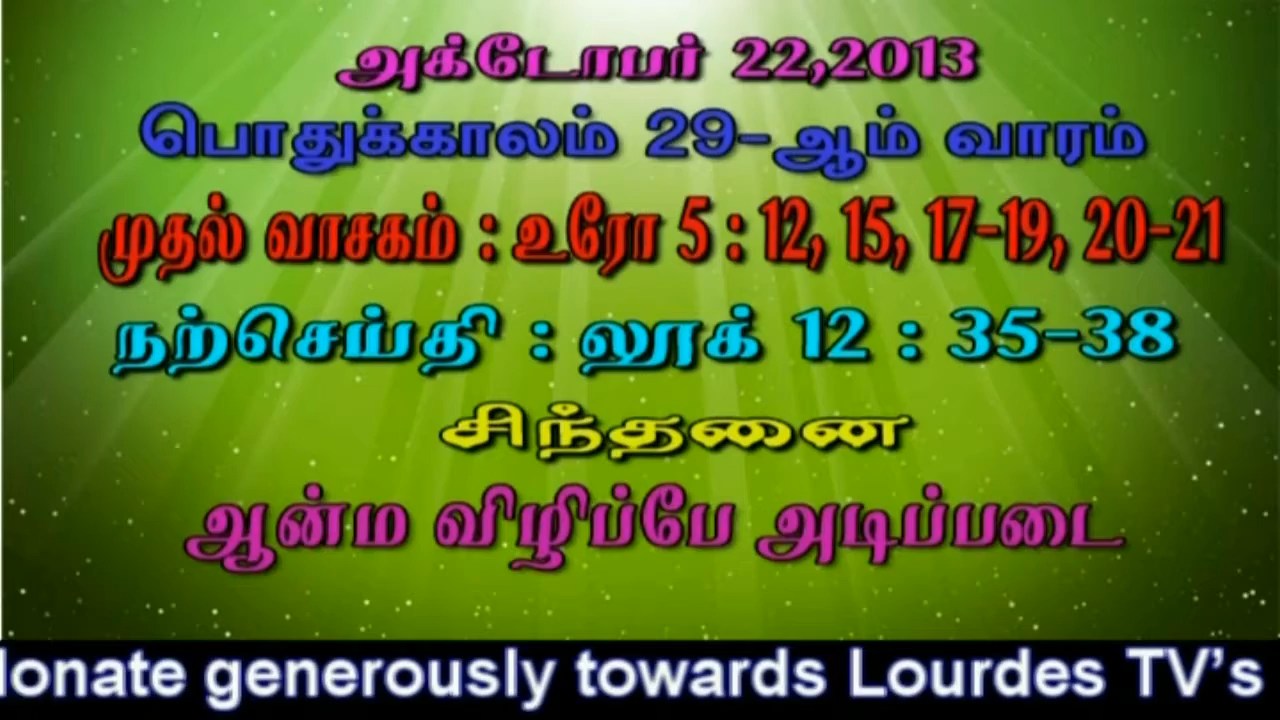 அக்டோபர் 22,2013
பொதுக்காலம் 29-ஆம் வாரம்
முதல் வாசகம் : உரோ 5 : 12, 15, 17-19, 20-21
நற்செய்தி : லூக் 12 : 35-38
சிந்தனை
ஆன்ம விழிப்பே அடிப்படை
donate generously towards Lourdes TV's